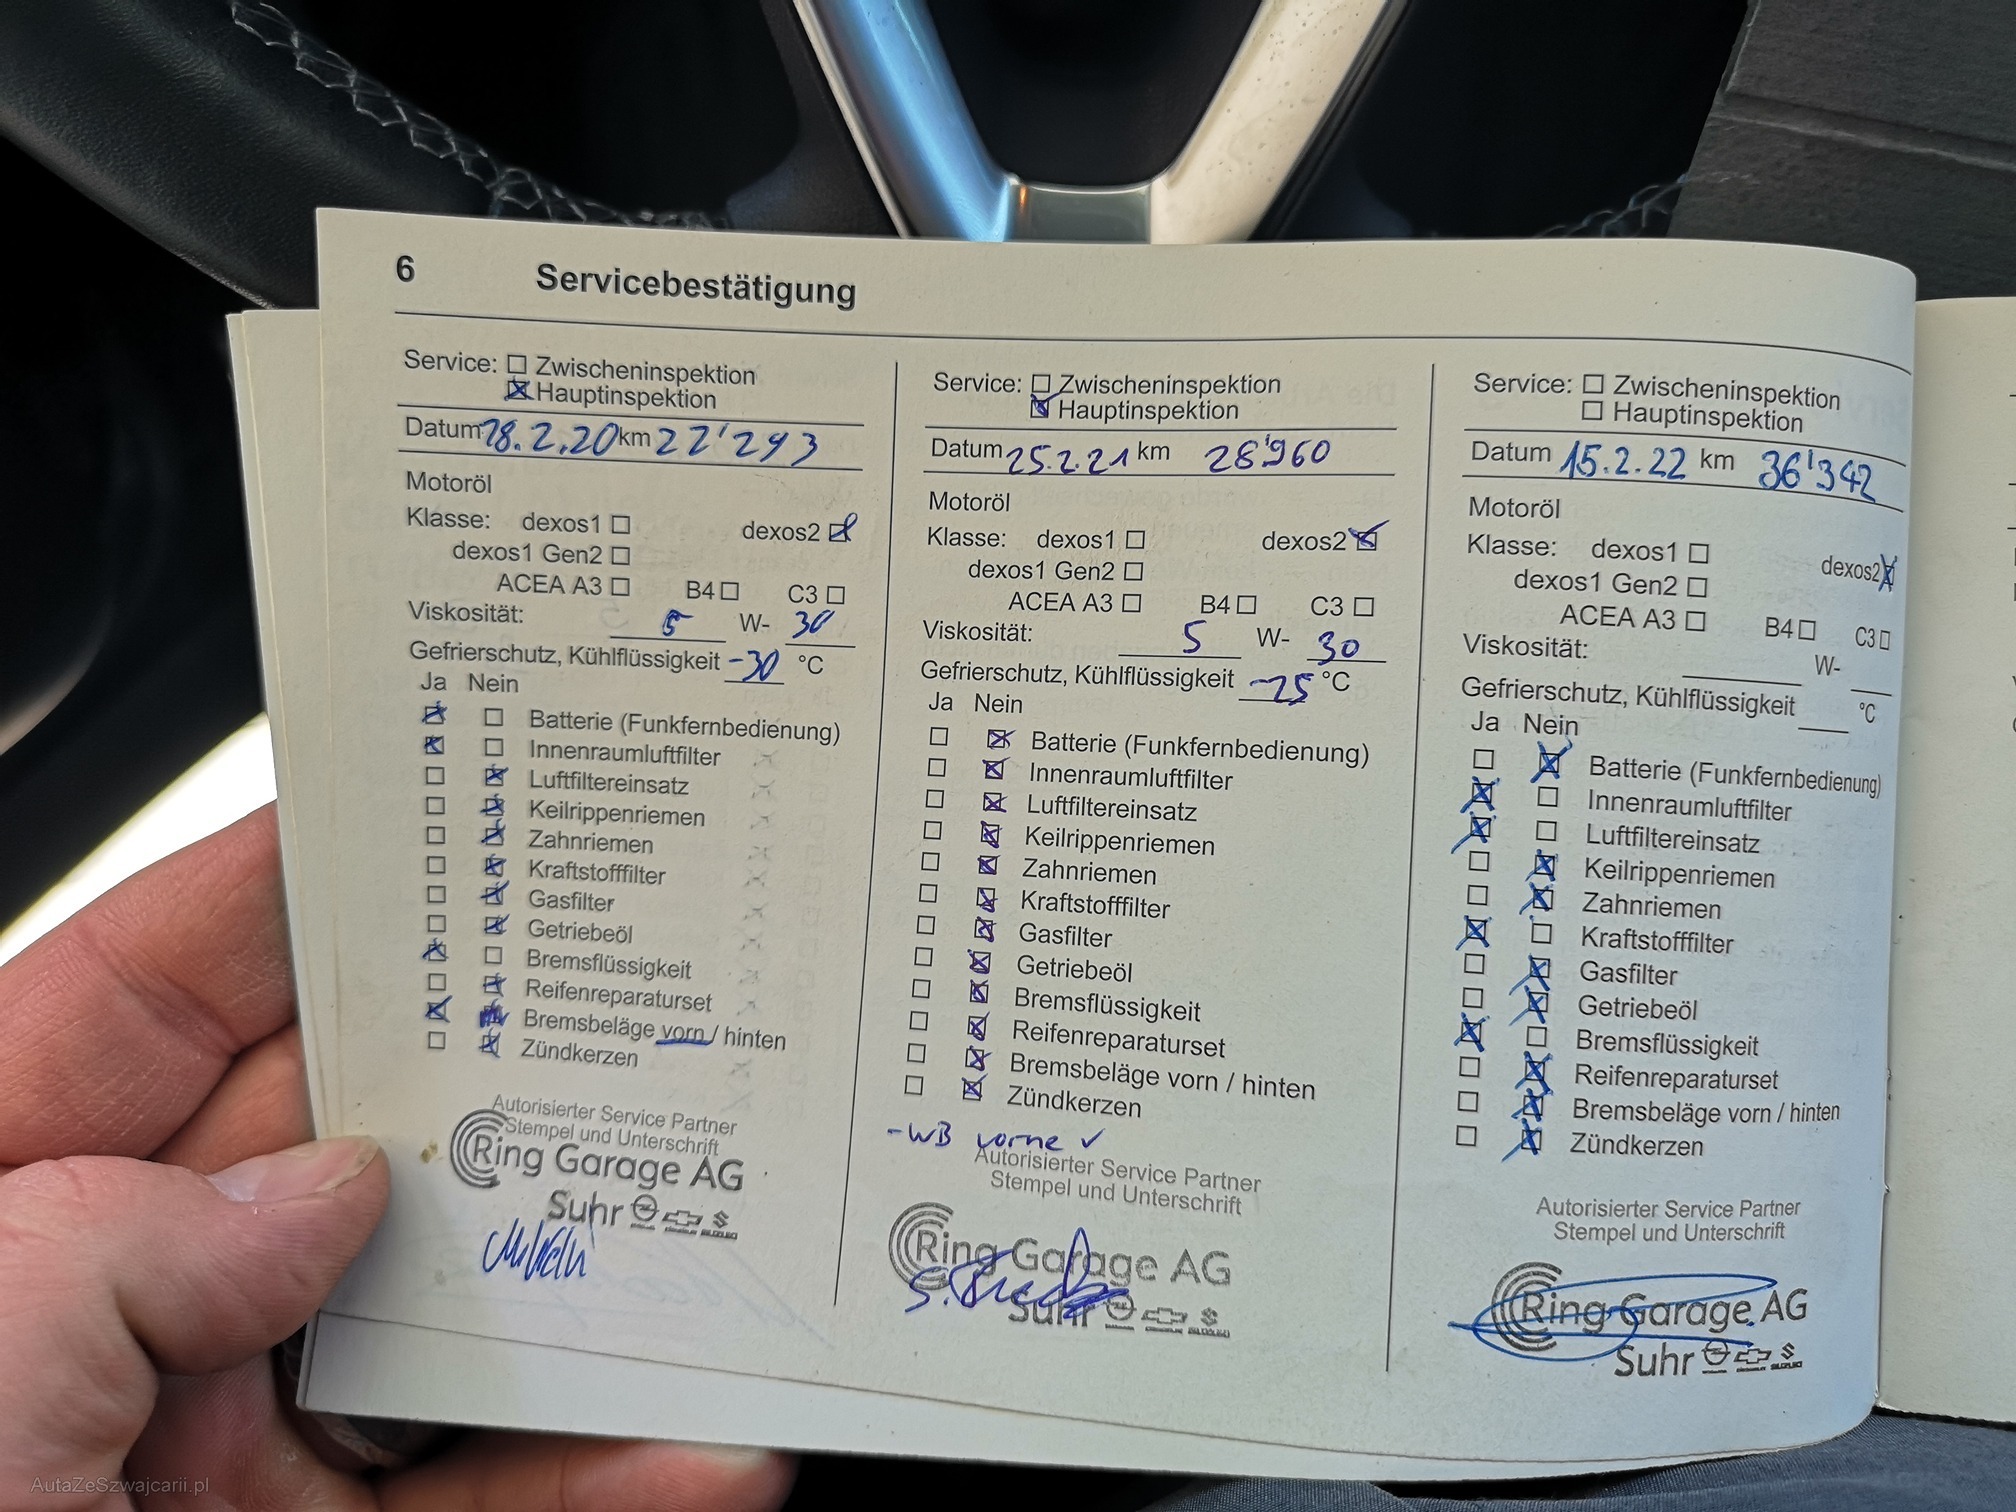 6 Servicebestätigung
Service: Zwischeninspektion
Hauptinspektion
Datum 18.2.20 km 22'293
Motoröl
Klasse: dexos1 dexos2
dexos1 Gen2
ACEA A3 B4 C3
Viskosität: 5 W- 30
Gefrierschutz, Kühlflüssigkeit -30 °C
Ja Nein
Batterie (Funkfernbedienung)
Innenraumluftfilter
Luftfiltereinsatz
Keilrippenriemen
Zahnriemen
Kraftstofffilter
Gasfilter
Getriebeöl
Bremsflüssigkeit
Reifenreparaturset
Bremsbeläge vorn / hinten
Zündkerzen
Autorisierter Service Partner
Stempel und Unterschrift
Ring Garage AG
Suhr
Service: Zwischeninspektion
Hauptinspektion
Datum 25.2.21 km 28'960
Motoröl
Klasse: dexos1 dexos2
dexos1 Gen2
ACEA A3 B4 C3
Viskosität: 5 W- 30
Gefrierschutz, Kühlflüssigkeit -25 °C
Ja Nein
Batterie (Funkfernbedienung)
Innenraumluftfilter
Luftfiltereinsatz
Keilrippenriemen
Zahnriemen
Kraftstofffilter
Gasfilter
Getriebeöl
Bremsflüssigkeit
Reifenreparaturset
Bremsbeläge vorn / hinten
Zündkerzen
- WB vorne ✓
Autorisierter Service Partner
Stempel und Unterschrift
Ring Garage AG
Suhr
Service: Zwischeninspektion
Hauptinspektion
Datum 15.2.22 km 36'342
Motoröl
Klasse: dexos1 dexos2
dexos1 Gen2
ACEA A3 B4 C3
Viskosität: W-
Gefrierschutz, Kühlflüssigkeit °C
Ja Nein
Batterie (Funkfernbedienung)
Innenraumluftfilter
Luftfiltereinsatz
Keilrippenriemen
Zahnriemen
Kraftstofffilter
Gasfilter
Getriebeöl
Bremsflüssigkeit
Reifenreparaturset
Bremsbeläge vorn / hinten
Zündkerzen
Autorisierter Service Partner
Stempel und Unterschrift
Ring Garage AG
Suhr
AutaZeSzwajcarii.pl